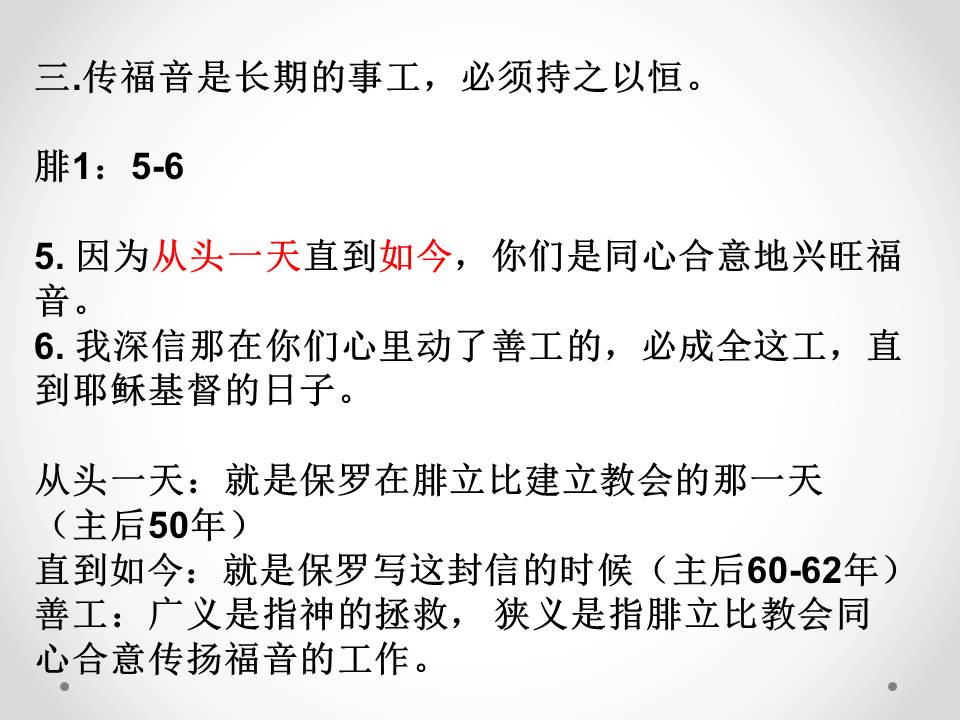 三.传福音是长期的事工，必须持之以恒。
腓1：5-6
5. 因为从头一天直到如今，你们是同心合意地兴旺福
音。
6. 我深信那在你们心里动了善工的，必成全这工，直
到耶稣基督的日子。
从头一天：就是保罗在腓立比建立教会的那一天
（主后50年）
直到如今：就是保罗写这封信的时候（主后60-62年）
善工：广义是指神的拯救， 狭义是指腓立比教会同
心合意传扬福音的工作。